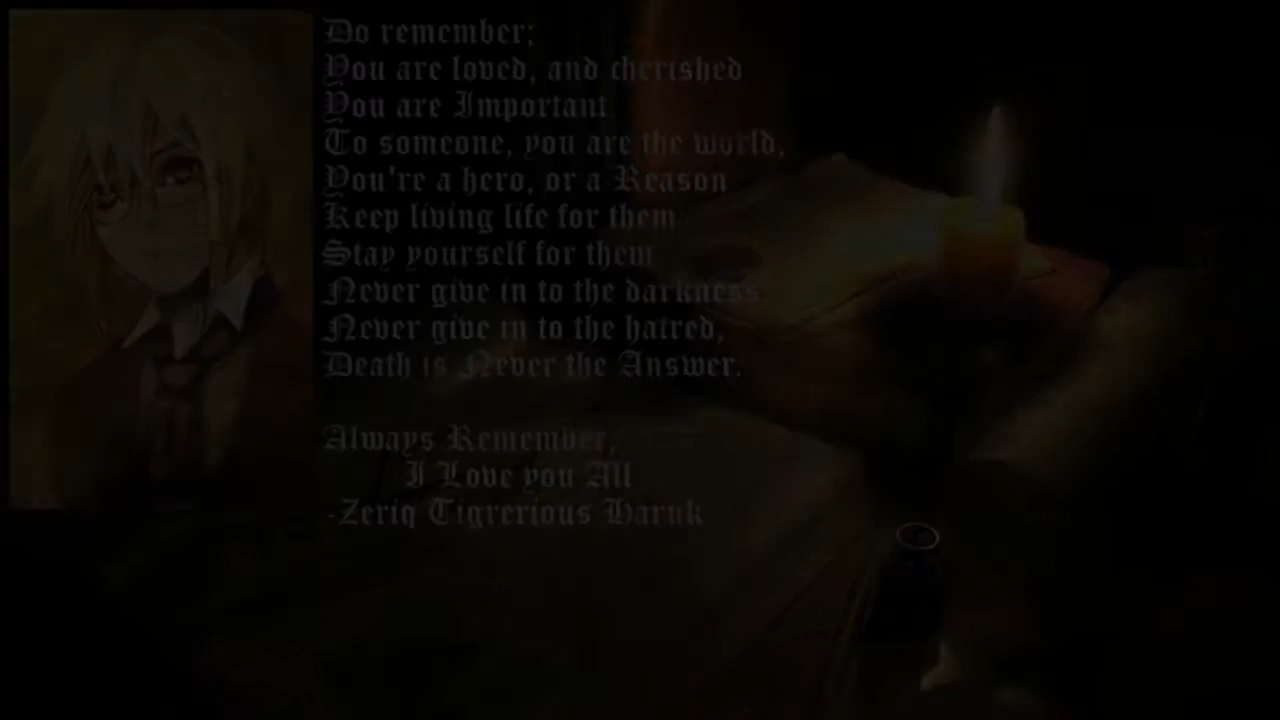 Do remember;
You are loved, and cherished
You are Important.
To someone, you are the world,
You're a hero, or a Reason
Keep living life for them
Stay yourself for them
Never give in to the darkness.
Never give in to the hatred,
Death is Never the Answer.
Always Remember,
I Love you All
-Zeriq Tigrerious Haruk